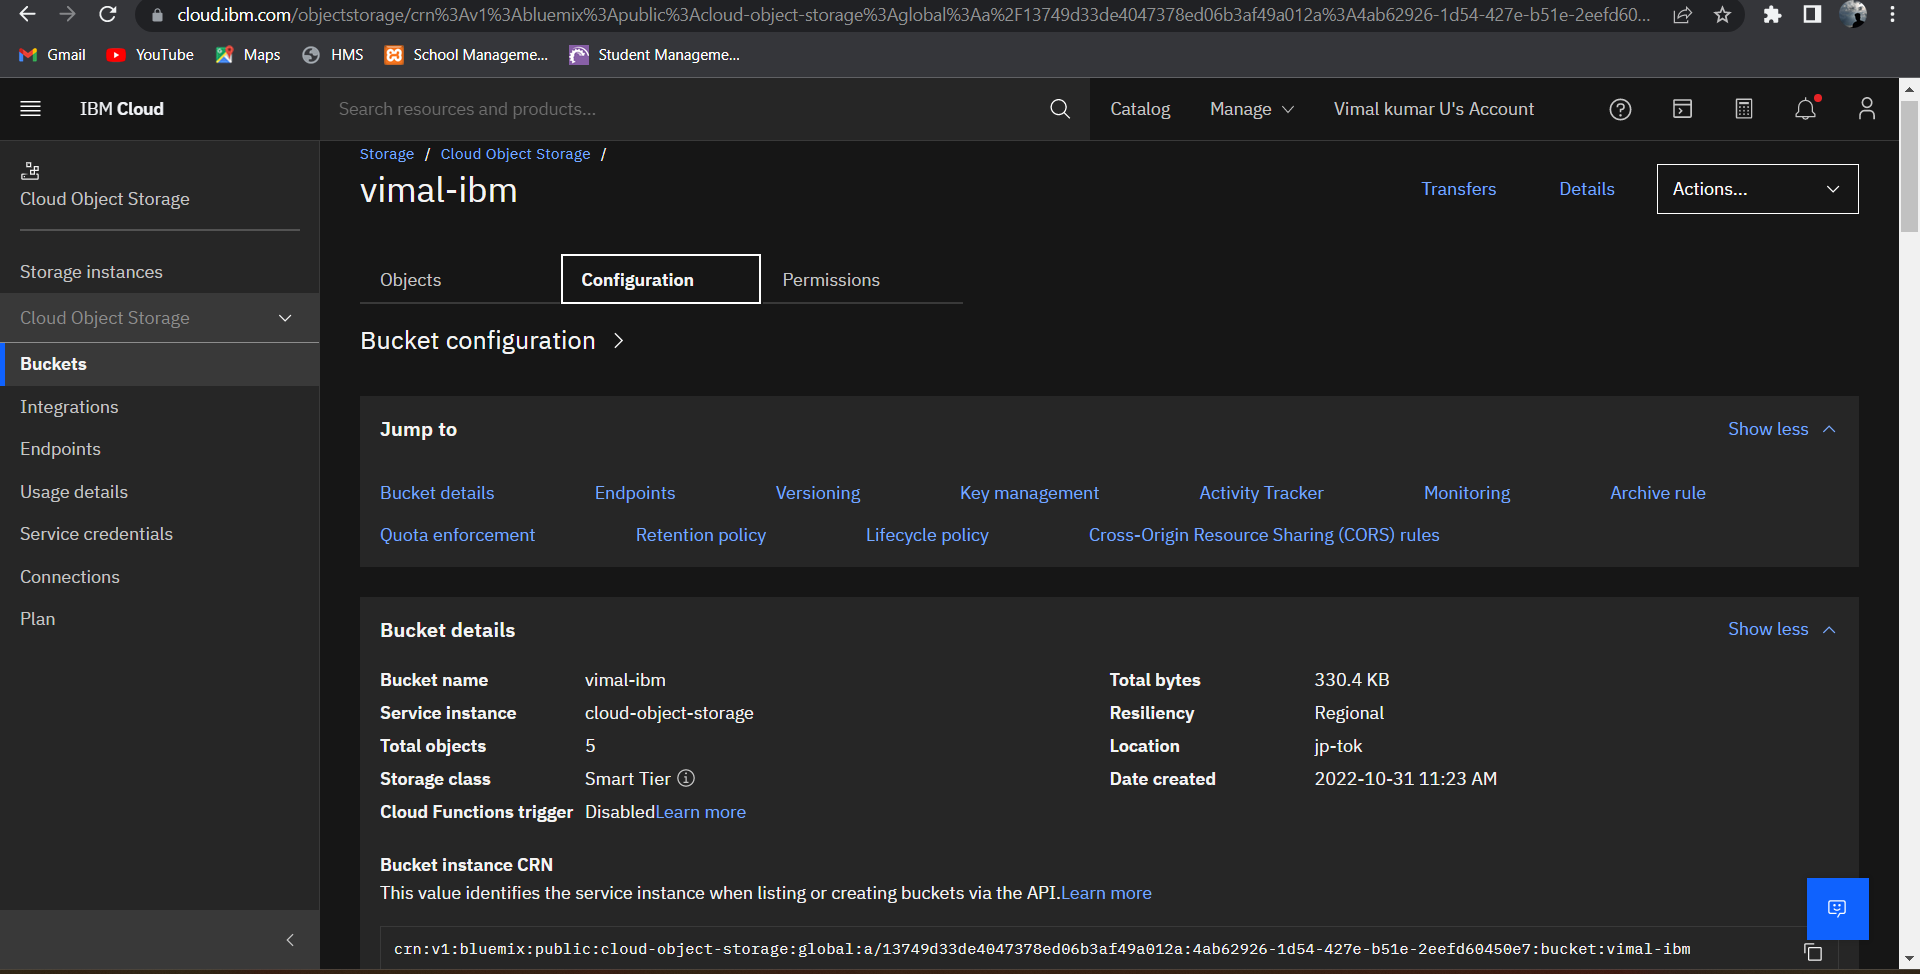 cloud.ibm.com/objectstorage/crn%3Av1%3Abluemix%3Apublic%3Acloud-object-storage%3Aglobal%3Aa%2F13749d33de4047378ed06b3af49a012a%3A4ab62926-1d54-427e-b51e-2eefd60...
Gmail YouTube Maps HMS School Manageme... Student Manageme...
IBM Cloud Search resources and products... Catalog Manage Vimal kumar U's Account
Cloud Object Storage
Storage instances
Cloud Object Storage
Buckets
Integrations
Endpoints
Usage details
Service credentials
Connections
Plan
Storage / Cloud Object Storage /
vimal-ibm
Transfers Details Actions...
Objects Configuration Permissions
Bucket configuration
Jump to Show less
Bucket details Endpoints Versioning Key management Activity Tracker Monitoring Archive rule
Quota enforcement Retention policy Lifecycle policy Cross-Origin Resource Sharing (CORS) rules
Bucket details Show less
Bucket name vimal-ibm Total bytes 330.4 KB
Service instance cloud-object-storage Resiliency Regional
Total objects 5 Location jp-tok
Storage class Smart Tier Date created 2022-10-31 11:23 AM
Cloud Functions trigger DisabledLearn more
Bucket instance CRN
This value identifies the service instance when listing or creating buckets via the API.Learn more
crn:v1:bluemix:public:cloud-object-storage:global:a/13749d33de4047378ed06b3af49a012a:4ab62926-1d54-427e-b51e-2eefd60450e7:bucket:vimal-ibm